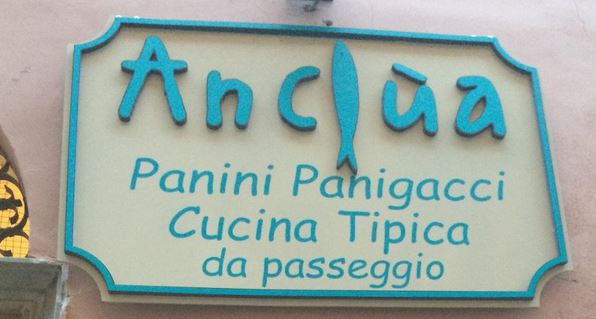 Anciùa
Panini Panigacci
Cucina Tipica
da passeggio